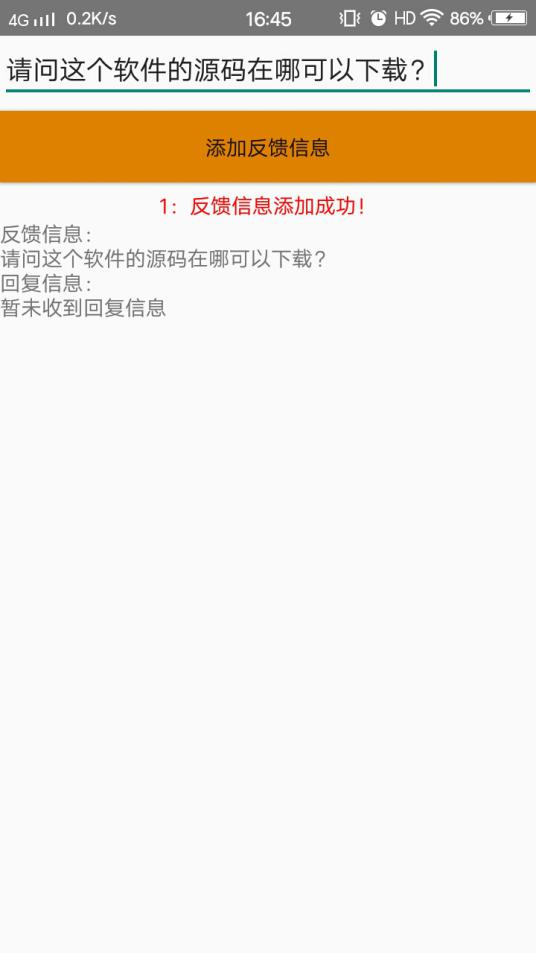 4G 0.2K/s 16:45 HD 86%
请问这个软件的源码在哪可以下载？
添加反馈信息
1：反馈信息添加成功！
反馈信息：
请问这个软件的源码在哪可以下载？
回复信息：
暂未收到回复信息